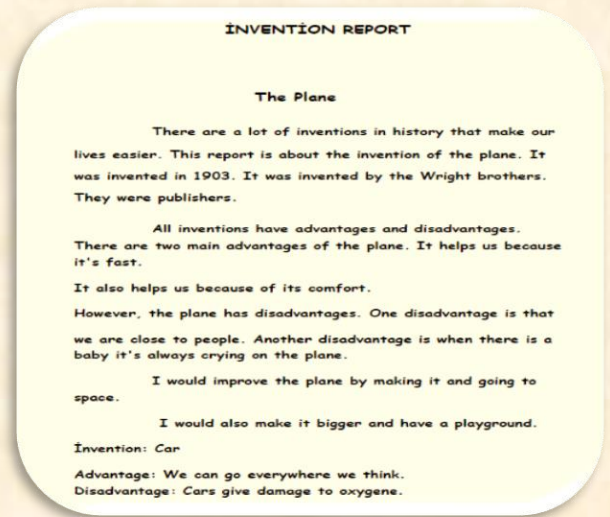 İNVENTİON REPORT
The Plane
There are a lot of inventions in history that make our
lives easier. This report is about the invention of the plane. It
was invented in 1903. It was invented by the Wright brothers.
They were publishers.
All inventions have advantages and disadvantages.
There are two main advantages of the plane. It helps us because
it's fast.
It also helps us because of its comfort.
However, the plane has disadvantages. One disadvantage is that
we are close to people. Another disadvantage is when there is a
baby it's always crying on the plane.
I would improve the plane by making it and going to
space.
I would also make it bigger and have a playground.
İnvention: Car
Advantage: We can go everywhere we think.
Disadvantage: Cars give damage to oxygene.